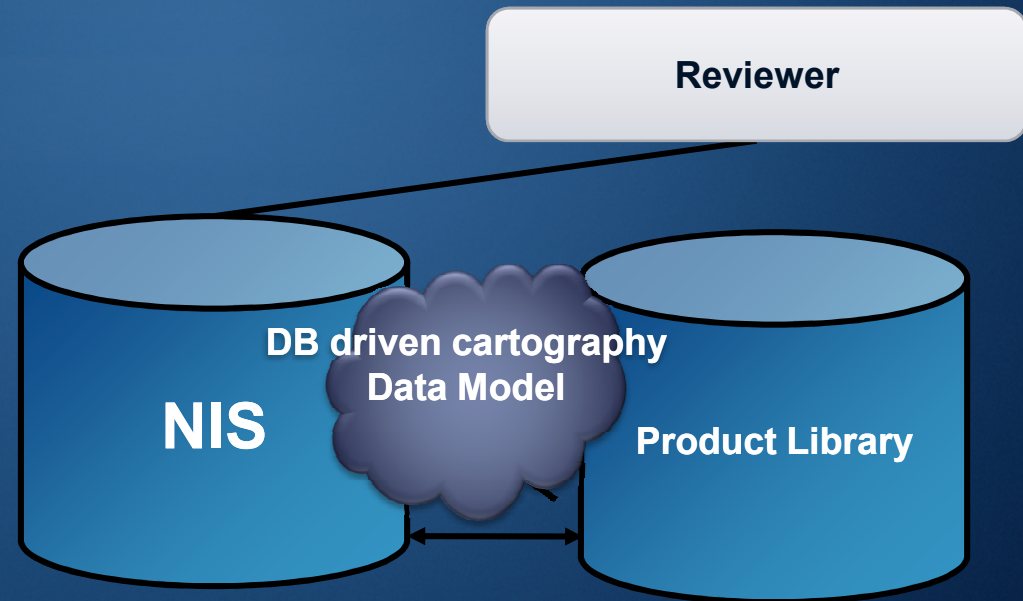 Reviewer
DB driven cartography
Data Model
NIS
Product Library